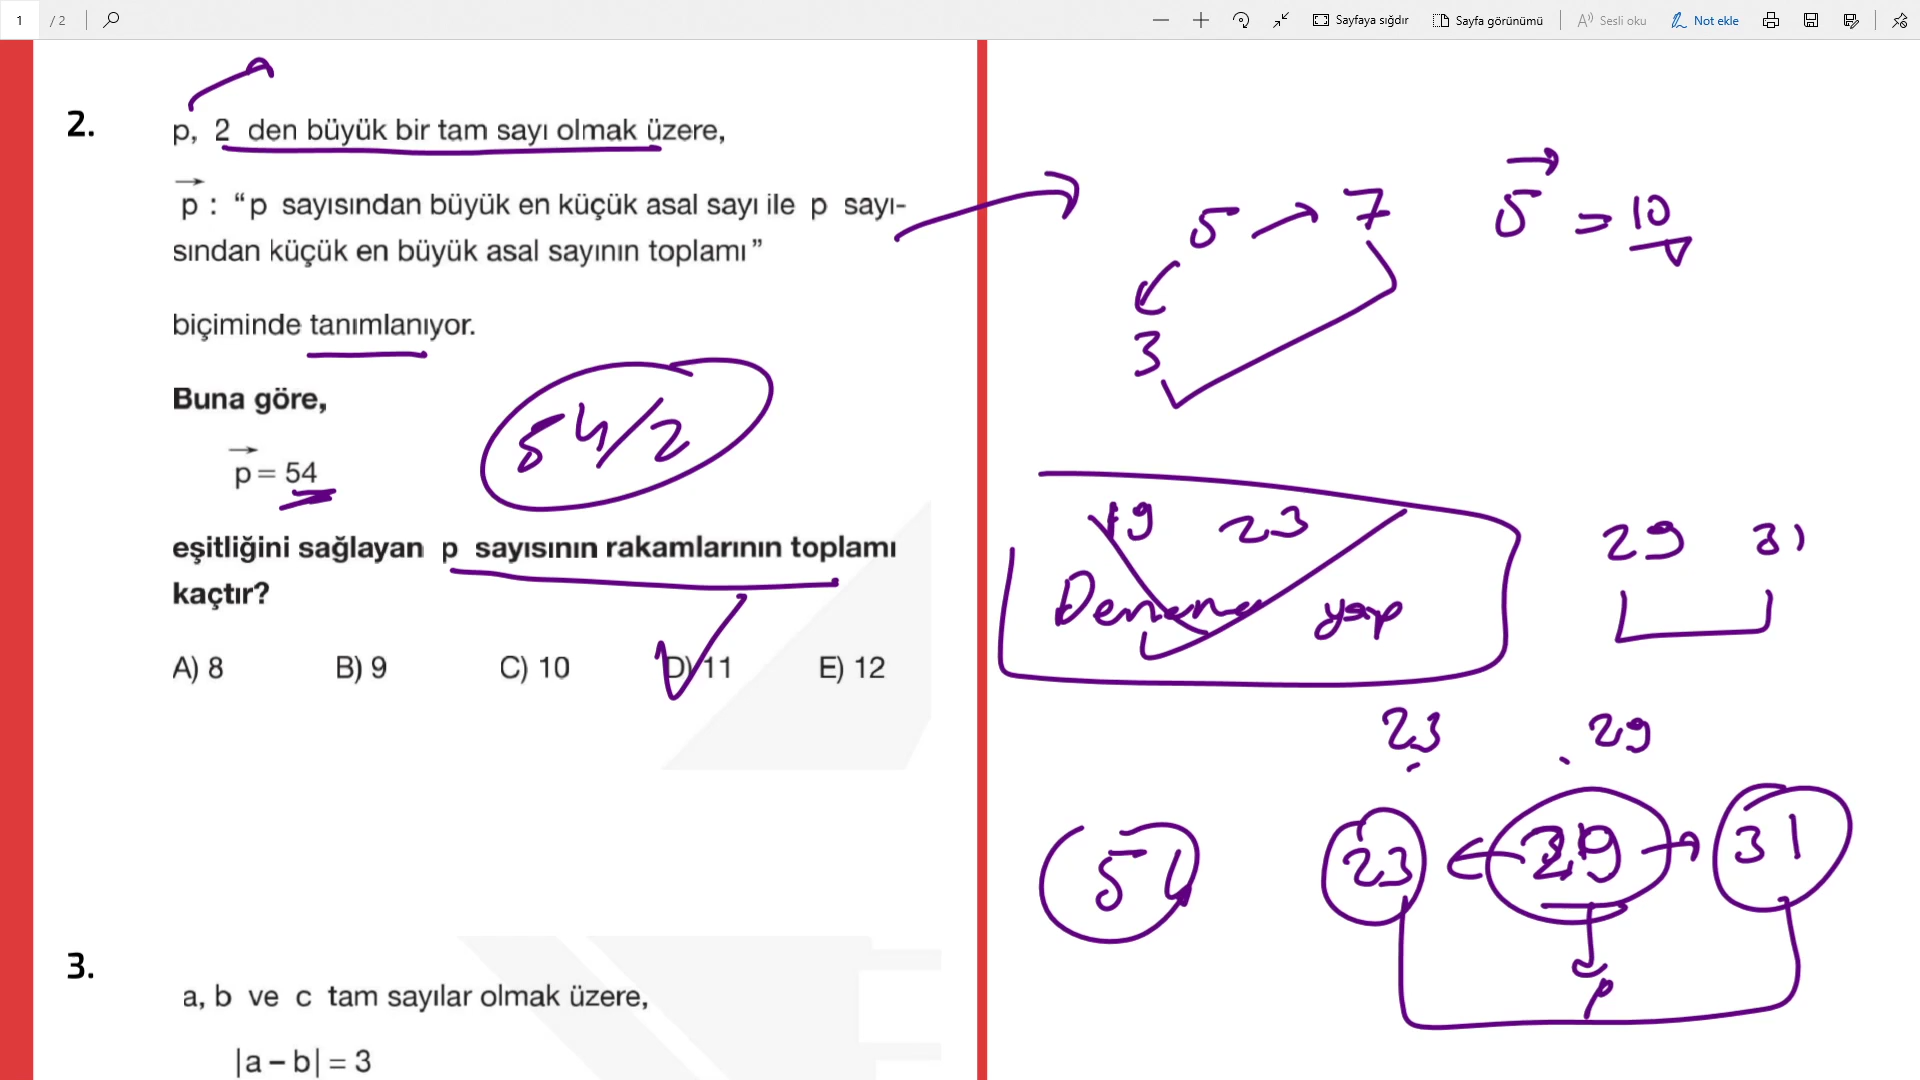 1 / 2 Sayfaya sığdır Sayfa görünümü Sesli oku Not ekle
2. p, 2 den büyük bir tam sayı olmak üzere,
p : “p sayısından büyük en küçük asal sayı ile p sayı-
sından küçük en büyük asal sayının toplamı”
biçiminde tanımlanıyor.
Buna göre,
p = 54
54/2
eşitliğini sağlayan p sayısının rakamlarının toplamı
kaçtır?
A) 8 B) 9 C) 10 D) 11 E) 12
3.
a, b ve c tam sayılar olmak üzere,
|a – b| = 3
5 → 7 5 = 10
3
19 23 29 31
Deneme yap
23 29
54 23 29 31
p